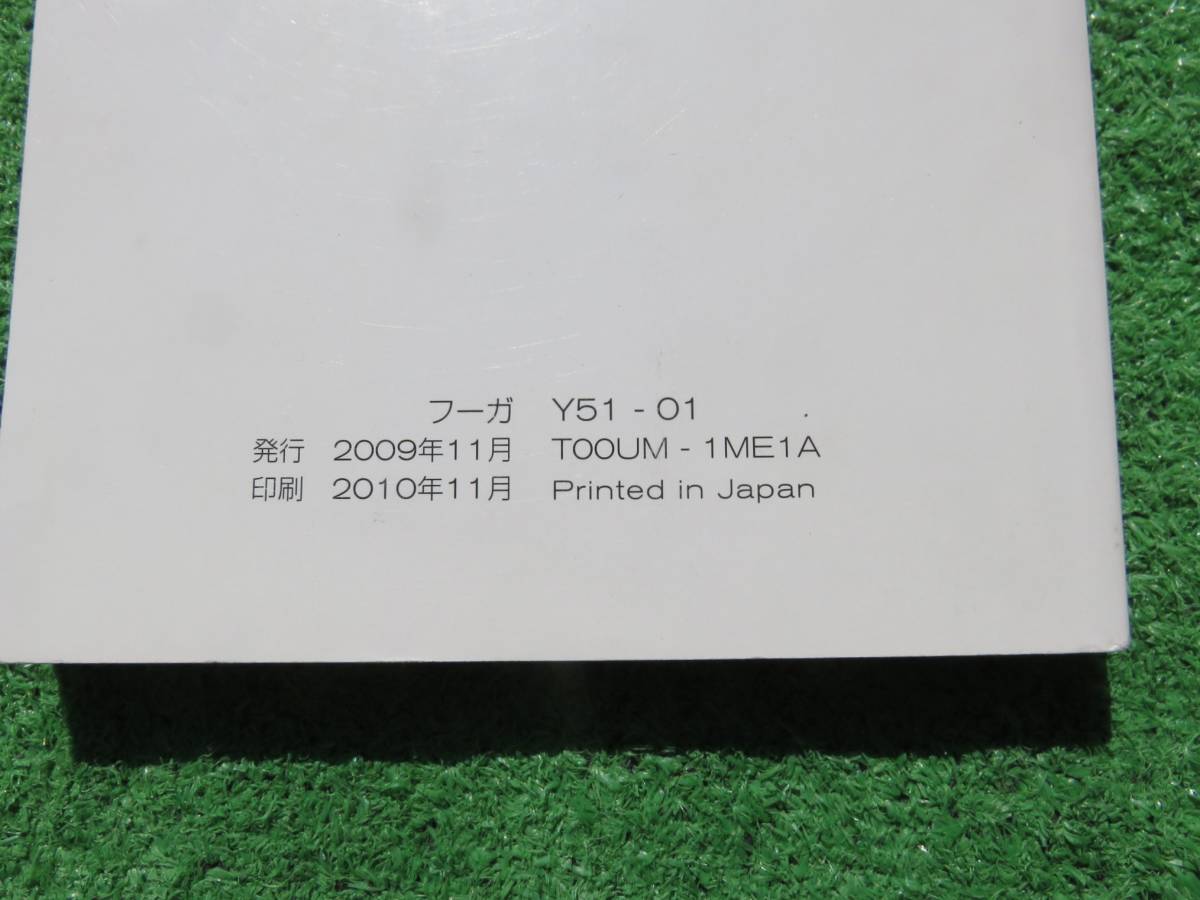 フーガ Y51 - 01
発行 2009年11月 T00UM - 1ME1A
印刷 2010年11月 Printed in Japan